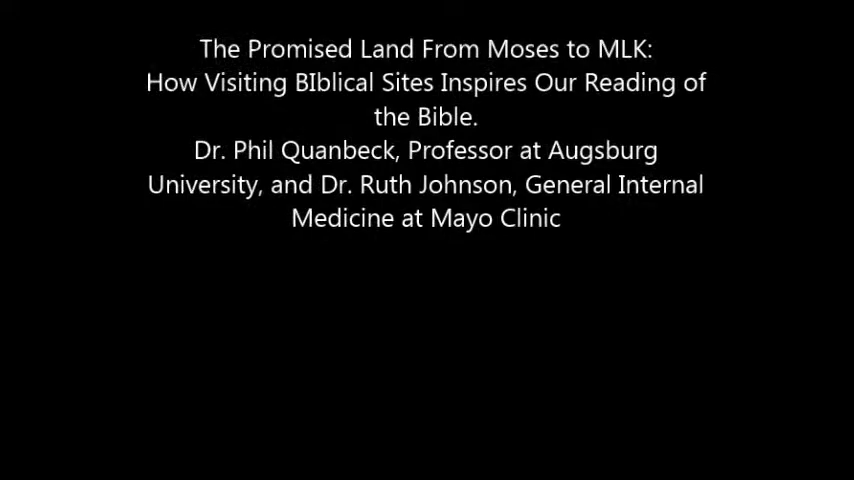 The Promised Land From Moses to MLK:
How Visiting BIblical Sites Inspires Our Reading of
the Bible.
Dr. Phil Quanbeck, Professor at Augsburg
University, and Dr. Ruth Johnson, General Internal
Medicine at Mayo Clinic